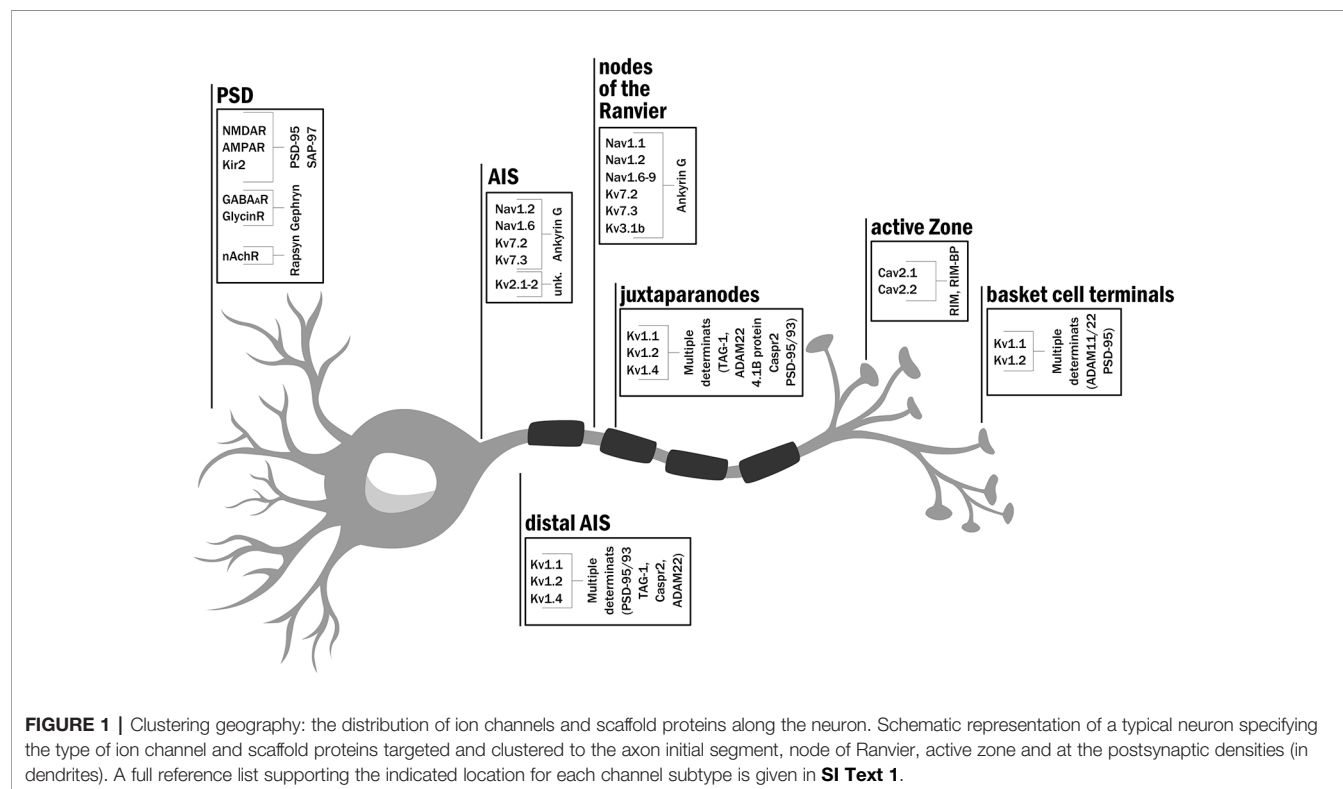 PSD
NMDAR
AMPAR
Kir2
PSD-95
SAP-97
GABAAR
GlycinR
Gephryn
nAchR
Rapsyn
AIS
Nav1.2
Nav1.6
Kv7.2
Kv7.3
Ankyrin G
Kv2.1-2
unk.
nodes
of the
Ranvier
Nav1.1
Nav1.2
Nav1.6-9
Kv7.2
Kv7.3
Kv3.1b
Ankyrin G
juxtaparanodes
Kv1.1
Kv1.2
Kv1.4
Multiple
determinats
(TAG-1,
ADAM22
4.1B protein
Caspr2
PSD-95/93)
active Zone
Cav2.1
Cav2.2
RIM, RIM-BP
basket cell terminals
Kv1.1
Kv1.2
Multiple
determinats
(ADAM11/22
PSD-95)
distal AIS
Kv1.1
Kv1.2
Kv1.4
Multiple
determinats
(PSD-95/93
TAG-1,
Caspr2,
ADAM22)
FIGURE 1 | Clustering geography: the distribution of ion channels and scaffold proteins along the neuron. Schematic representation of a typical neuron specifying
the type of ion channel and scaffold proteins targeted and clustered to the axon initial segment, node of Ranvier, active zone and at the postsynaptic densities (in
dendrites). A full reference list supporting the indicated location for each channel subtype is given in SI Text 1.